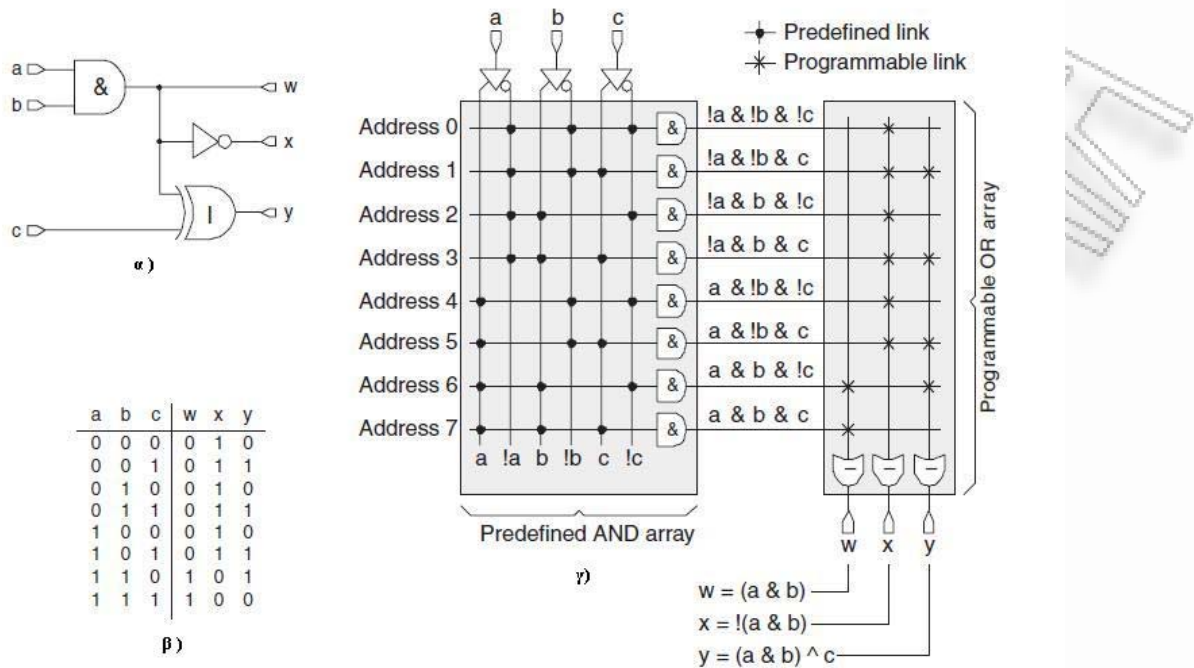 a
b
c
&
w
x
|
y
α )
a b c w x y
0 0 0 0 1 0
0 0 1 0 1 1
0 1 0 0 1 0
0 1 1 0 1 1
1 0 0 0 1 0
1 0 1 0 1 1
1 1 0 1 0 1
1 1 1 1 0 0
β )
a b c
Predefined link
Programmable link
Address 0 & !a & !b & !c
Address 1 & !a & !b & c
Address 2 & !a & b & !c
Address 3 & !a & b & c
Address 4 & a & !b & !c
Address 5 & a & !b & c
Address 6 & a & b & !c
Address 7 & a & b & c
a !a b !b c !c
| | |
Predefined AND array
Programmable OR array
w x y
γ)
w = (a & b)
x = !(a & b)
y = (a & b) ^ c